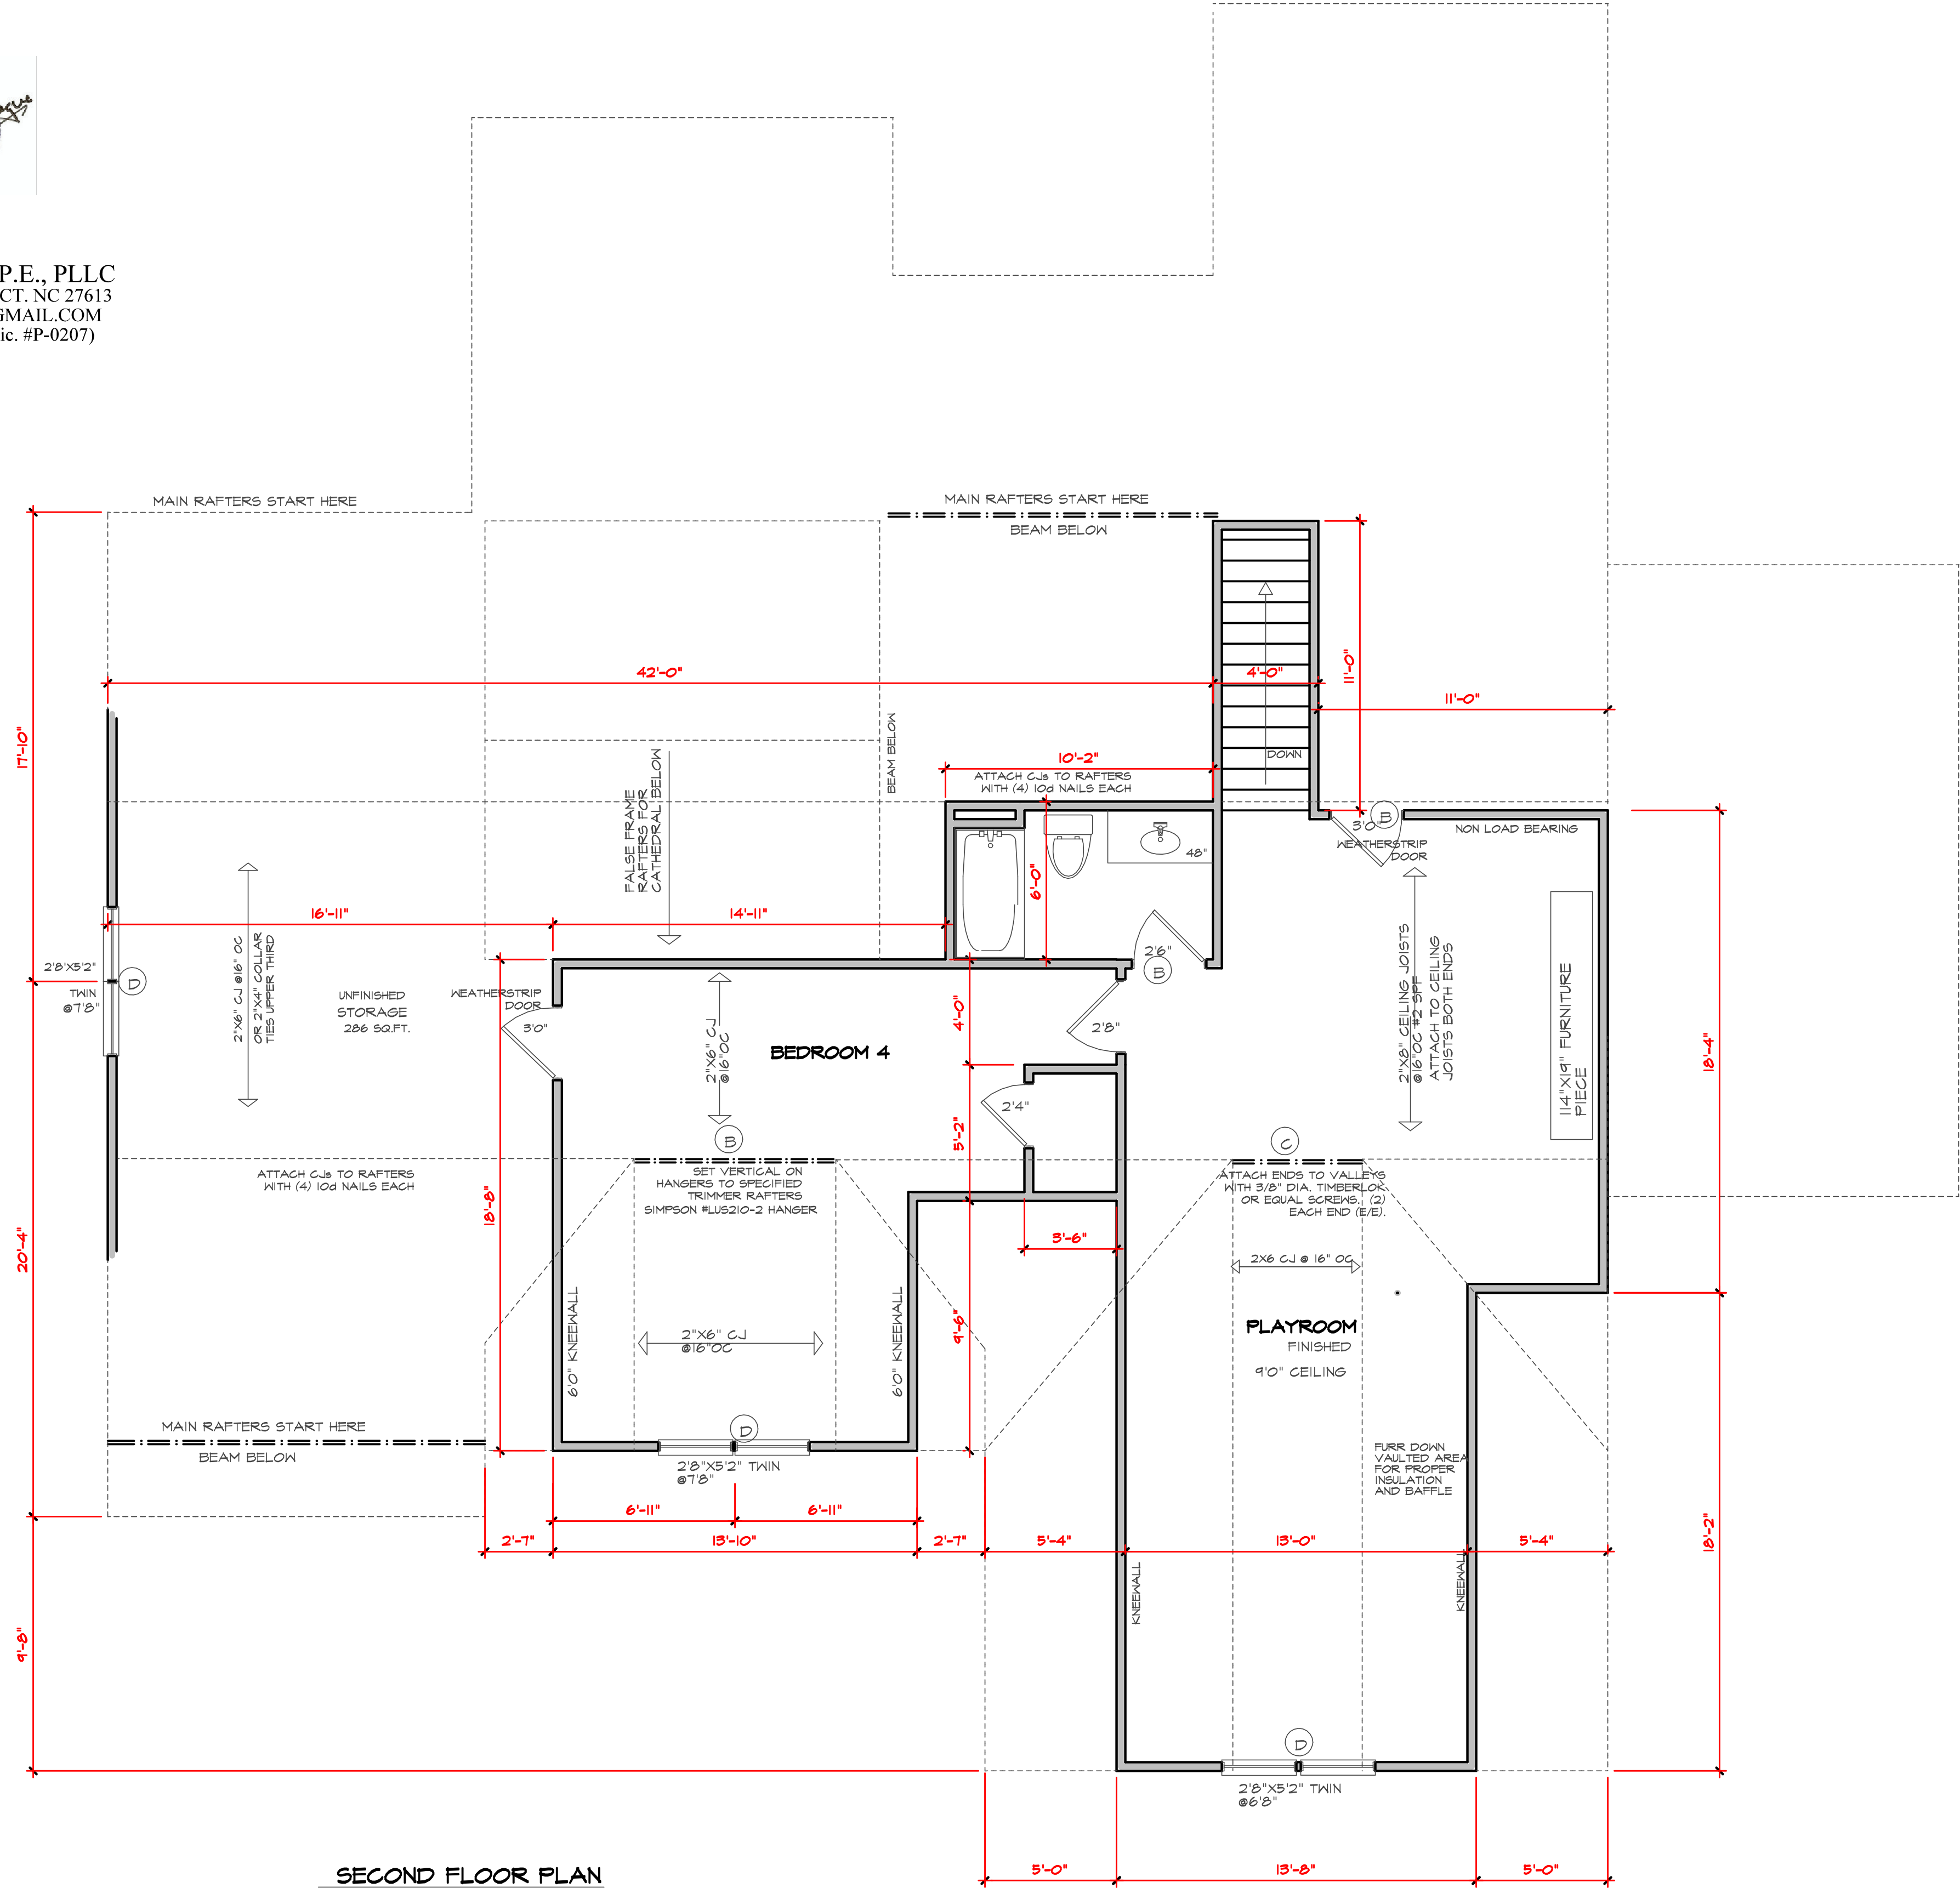 P.E., PLLC
CT. NC 27613
GMAIL.COM
ic. #P-0207)
MAIN RAFTERS START HERE
MAIN RAFTERS START HERE
BEAM BELOW
42'-0"
4'-0"
11'-0"
11'-0"
17'-10"
BEAM BELOW
FALSE FRAME
RAFTERS FOR
CATHEDRAL BELOW
10'-2"
ATTACH CJs TO RAFTERS
WITH (4) 10d NAILS EACH
DOWN
3'0"
B
NON LOAD BEARING
WEATHERSTRIP
DOOR
48"
6'-0"
16'-11"
14'-11"
2'6"
B
2'8'X5'2"
TWIN
@7'8"
D
2"X6" CJ @16" OC
OR 2"X4" COLLAR
TIES UPPER THIRD
UNFINISHED
STORAGE
286 SQ.FT.
WEATHERSTRIP
DOOR
3'0"
2"X6" CJ
@16"OC
BEDROOM 4
4'-0"
2'8"
2"X8" CEILING JOISTS
@16"OC #2 SPF
ATTACH TO CEILING
JOISTS BOTH ENDS
114"X19" FURNITURE
PIECE
18'-4"
2'4"
5'-2"
B
C
ATTACH CJs TO RAFTERS
WITH (4) 10d NAILS EACH
SET VERTICAL ON
HANGERS TO SPECIFIED
TRIMMER RAFTERS
SIMPSON #LUS210-2 HANGER
ATTACH ENDS TO VALLEYS
WITH 3/8" DIA. TIMBERLOK
OR EQUAL SCREWS. (2)
EACH END (E/E).
18'-8"
20'-4"
3'-6"
2X6 CJ @ 16" OC
9'-6"
6'0" KNEEWALL
2"X6" CJ
@16"OC
6'0" KNEEWALL
PLAYROOM
FINISHED
9'0" CEILING
MAIN RAFTERS START HERE
BEAM BELOW
D
2'8"X5'2" TWIN
@7'8"
FURR DOWN
VAULTED AREA
FOR PROPER
INSULATION
AND BAFFLE
6'-11"
6'-11"
2'-7"
13'-10"
2'-7"
5'-4"
13'-0"
5'-4"
18'-2"
KNEEWALL
KNEEWALL
9'-8"
D
2'8"X5'2" TWIN
@6'8"
5'-0"
13'-8"
5'-0"
SECOND FLOOR PLAN